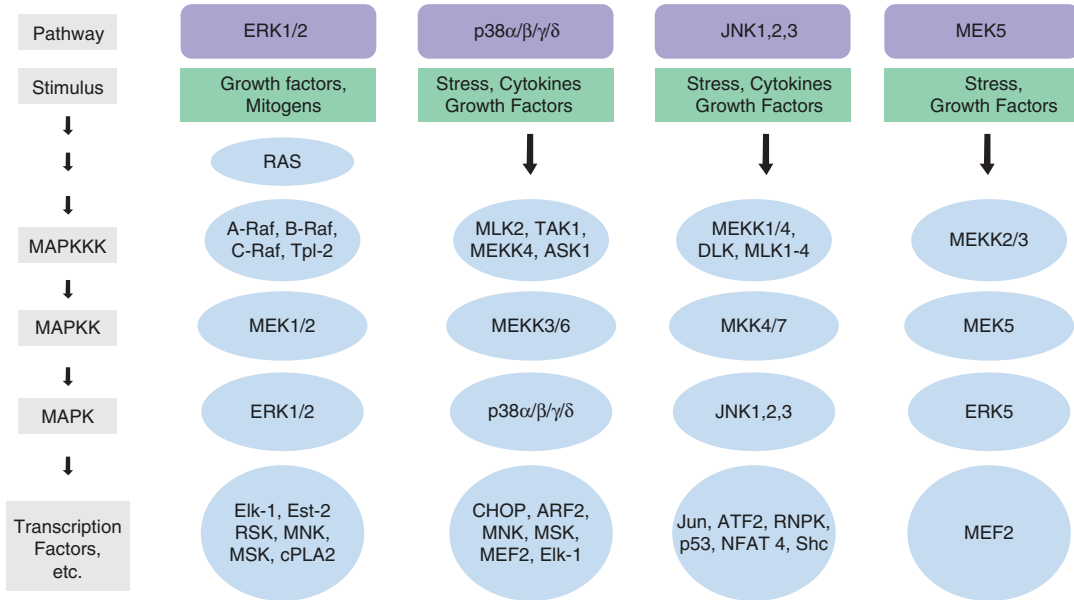 Pathway
ERK1/2
p38α/β/γ/δ
JNK1,2,3
MEK5
Stimulus
Growth factors,
Mitogens
Stress, Cytokines
Growth Factors
Stress, Cytokines
Growth Factors
Stress,
Growth Factors
RAS
MAPKKK
A-Raf, B-Raf,
C-Raf, Tpl-2
MLK2, TAK1,
MEKK4, ASK1
MEKK1/4,
DLK, MLK1-4
MEKK2/3
MAPKK
MEK1/2
MEKK3/6
MKK4/7
MEK5
MAPK
ERK1/2
p38α/β/γ/δ
JNK1,2,3
ERK5
Transcription
Factors,
etc.
Elk-1, Est-2
RSK, MNK,
MSK, cPLA2
CHOP, ARF2,
MNK, MSK,
MEF2, Elk-1
Jun, ATF2, RNPK,
p53, NFAT 4, Shc
MEF2